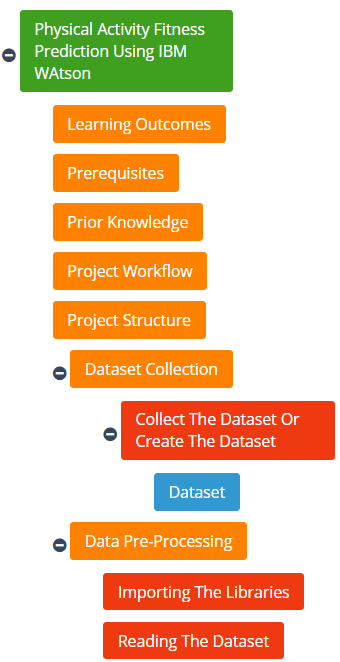 Physical Activity Fitness
Prediction Using IBM
WAtson
Learning Outcomes
Prerequisites
Prior Knowledge
Project Workflow
Project Structure
Dataset Collection
Collect The Dataset Or
Create The Dataset
Dataset
Data Pre-Processing
Importing The Libraries
Reading The Dataset